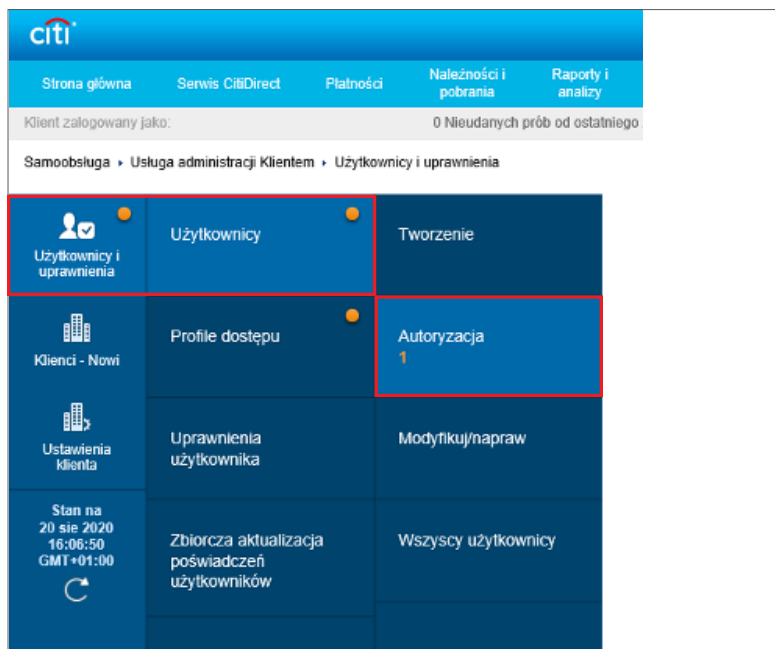 citi
Strona główna
Serwis CitiDirect
Płatności
Należności i
pobrania
Raporty i
analizy
Klient zalogowany jako:
0 Nieudanych prób od ostatniego
Samoobsługa ▸ Usługa administracji Klientem ▸ Użytkownicy i uprawnienia
Użytkownicy i
uprawnienia
Użytkownicy
Tworzenie
Klienci - Nowi
Profile dostępu
Autoryzacja
1
Ustawienia
klienta
Uprawnienia
użytkownika
Modyfikuj/napraw
Stan na
20 sie 2020
16:06:50
GMT+01:00
Zbiorcza aktualizacja
poświadczeń
użytkowników
Wszyscy użytkownicy